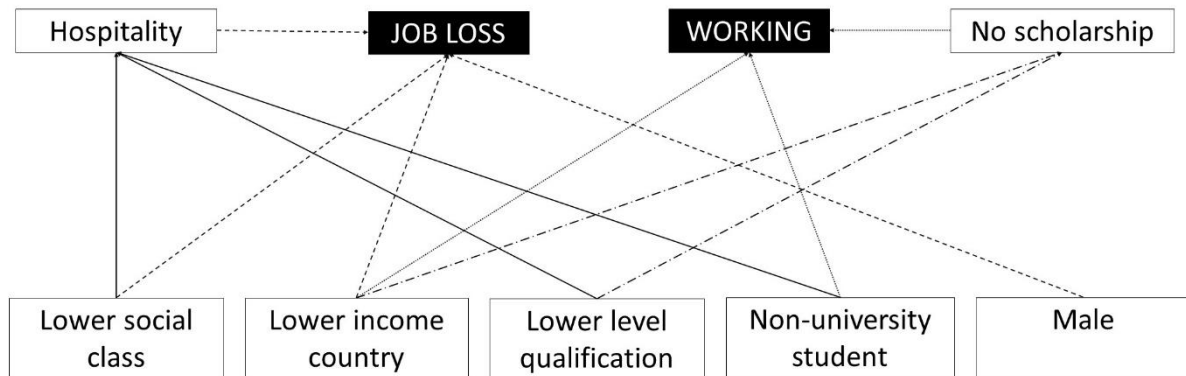 Hospitality
JOB LOSS
WORKING
No scholarship
Lower social
class
Lower income
country
Lower level
qualification
Non-university
student
Male